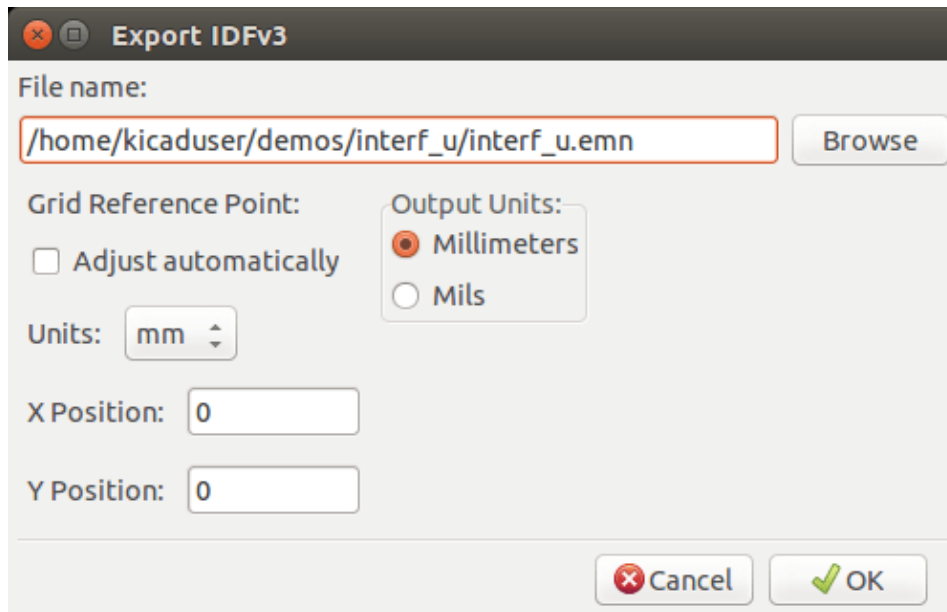 Export IDFv3
File name:
/home/kicaduser/demos/interf_u/interf_u.emn
Browse
Grid Reference Point:
Adjust automatically
Units:
mm
X Position:
0
Y Position:
0
Output Units:
Millimeters
Mils
Cancel
OK